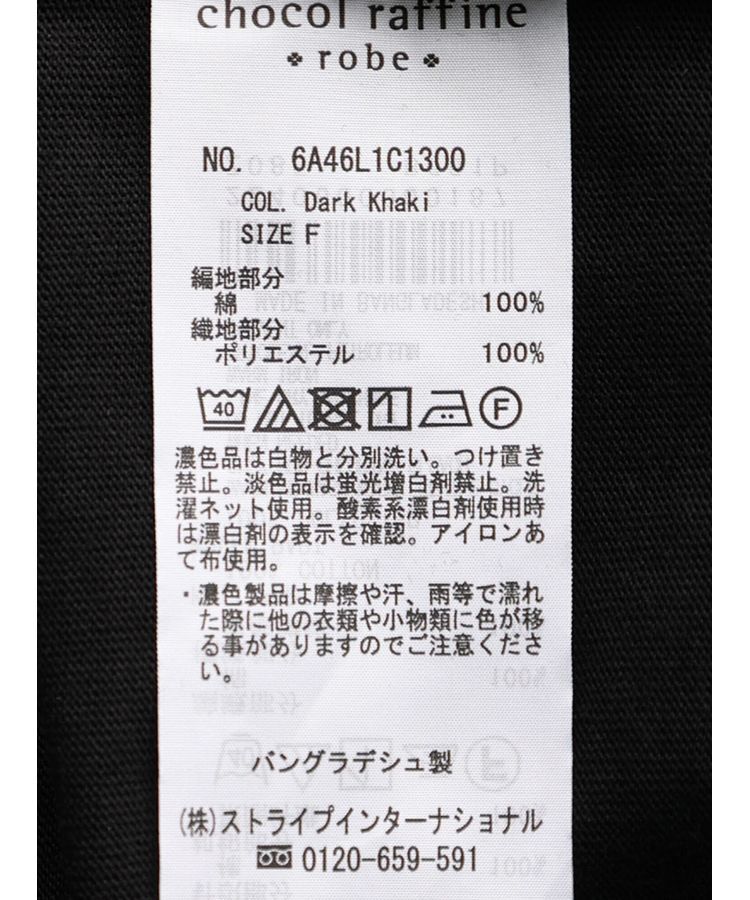 chocol raffine
robe
NO. 6A46L1C1300
COL. Dark Khaki
SIZE F
編地部分
綿 100%
織地部分
ポリエステル 100%
40 F
濃色品は白物と分別洗い。つけ置き
禁止。淡色品は蛍光増白剤禁止。洗
濯ネット使用。酸素系漂白剤使用時
は漂白剤の表示を確認。アイロンあ
て布使用。
・濃色製品は摩擦や汗、雨等で濡れ
た際に他の衣類や小物類に色が移
る事がありますのでご注意くださ
い。
バングラデシュ製
(株)ストライプインターナショナル
0120-659-591